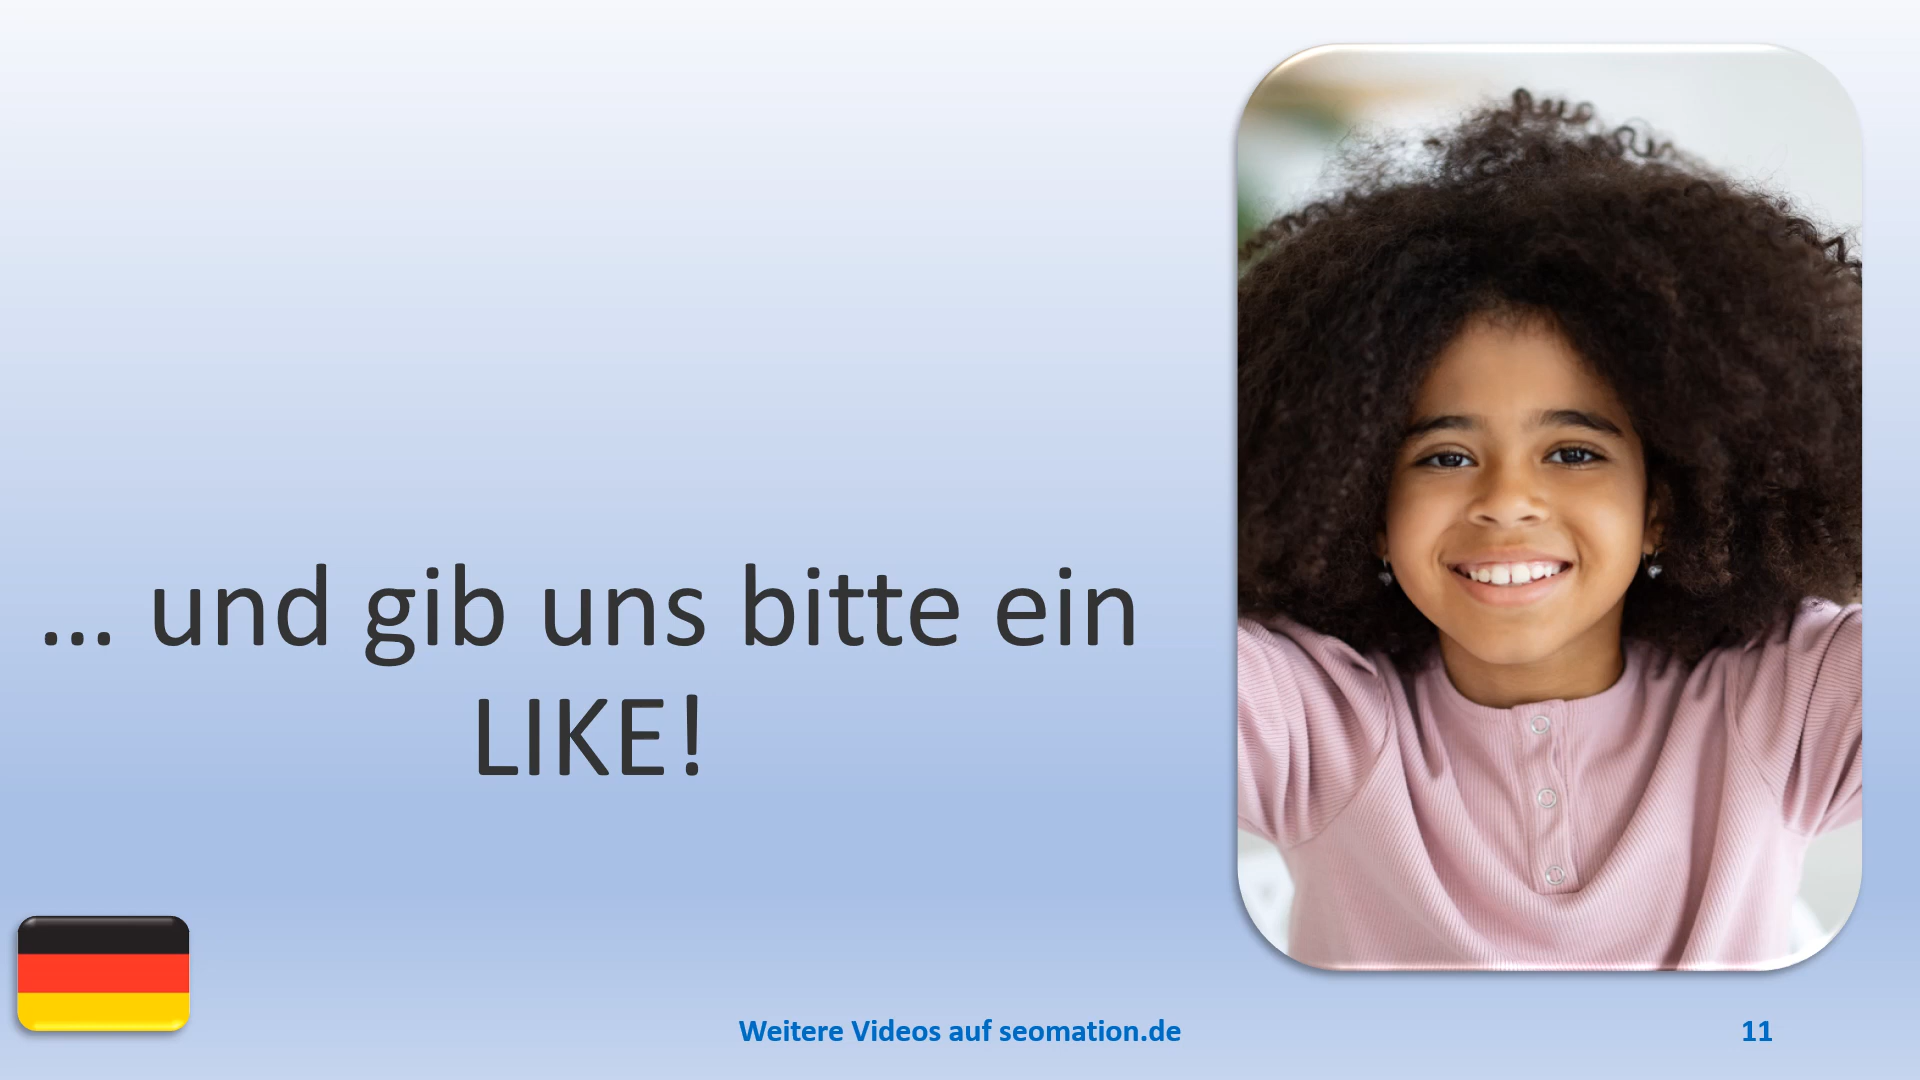 ... und gib uns bitte ein
LIKE!
Weitere Videos auf seomation.de
11